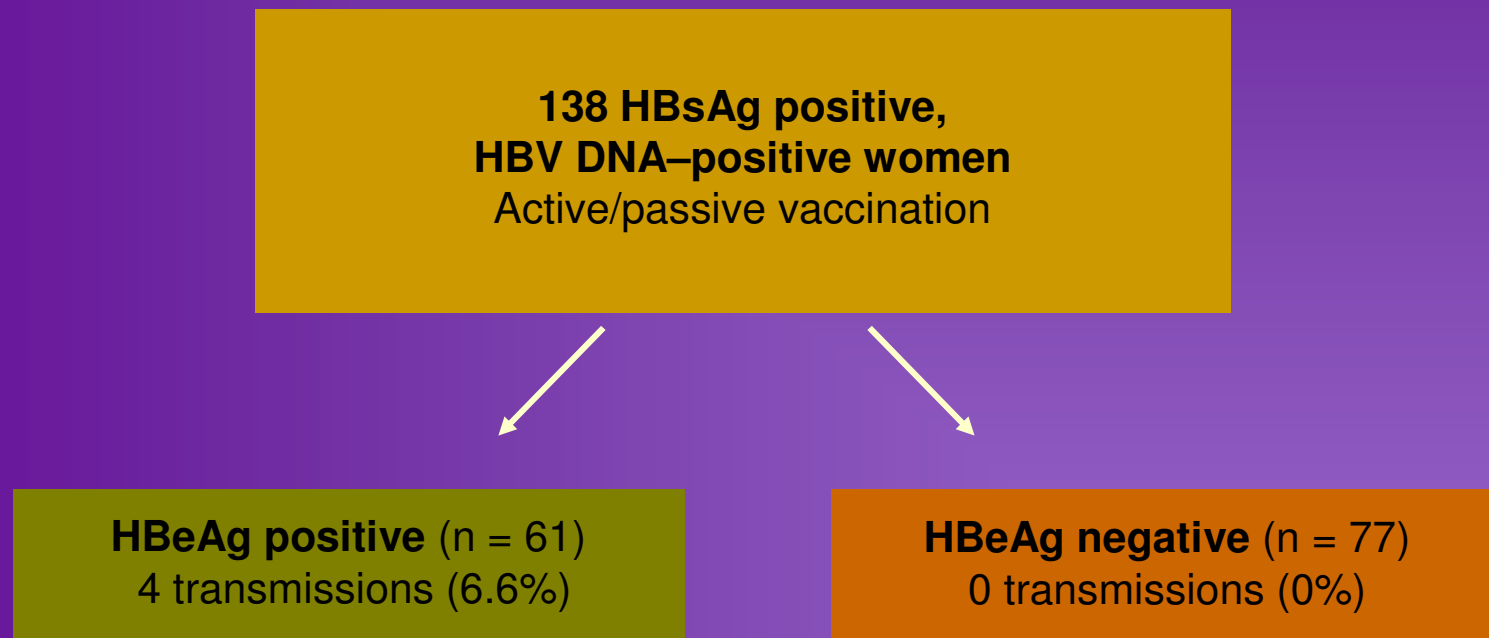 138 HBsAg positive,
HBV DNA–positive women
Active/passive vaccination
HBeAg positive (n = 61)
4 transmissions (6.6%)
HBeAg negative (n = 77)
0 transmissions (0%)